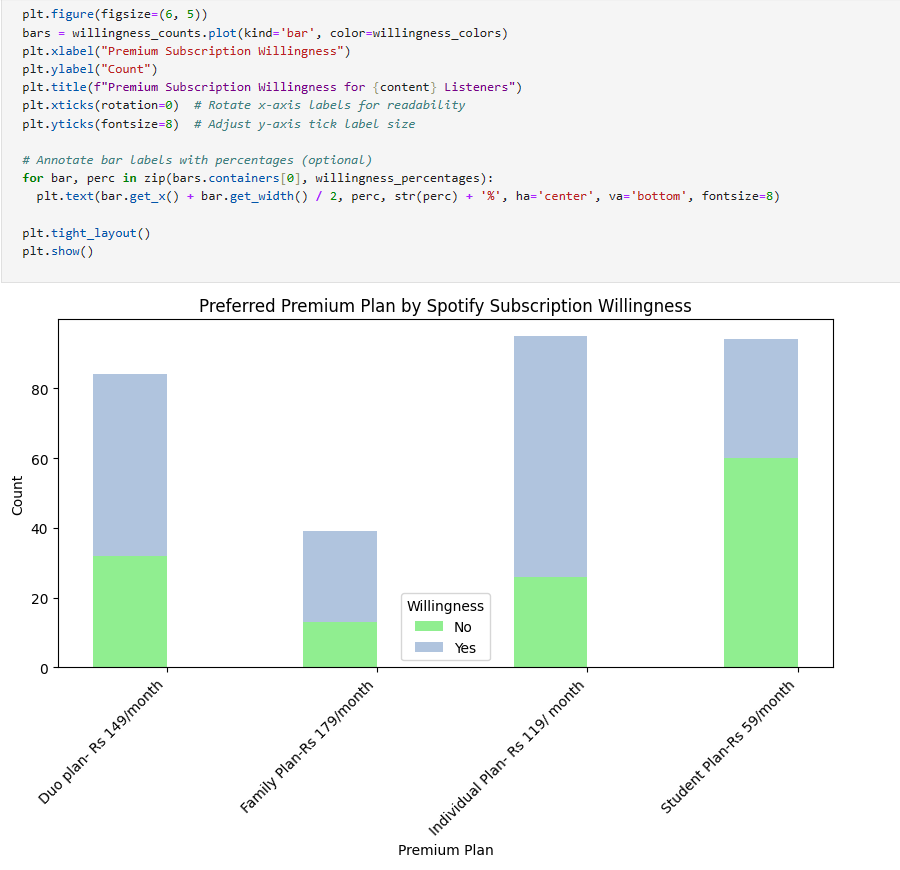 plt.figure(figsize=(6, 5))
bars = willingness_counts.plot(kind='bar', color=willingness_colors)
plt.xlabel("Premium Subscription Willingness")
plt.ylabel("Count")
plt.title(f"Premium Subscription Willingness for {content} Listeners")
plt.xticks(rotation=0)  # Rotate x-axis labels for readability
plt.yticks(fontsize=8)  # Adjust y-axis tick label size
# Annotate bar labels with percentages (optional)
for bar, perc in zip(bars.containers[0], willingness_percentages):
  plt.text(bar.get_x() + bar.get_width() / 2, perc, str(perc) + '%', ha='center', va='bottom', fontsize=8)
plt.tight_layout()
plt.show()
Preferred Premium Plan by Spotify Subscription Willingness
Count
80
60
40
20
0
Willingness
No
Yes
Duo plan- Rs 149/month
Family Plan-Rs 179/month
Individual Plan- Rs 119/ month
Student Plan-Rs 59/month
Premium Plan